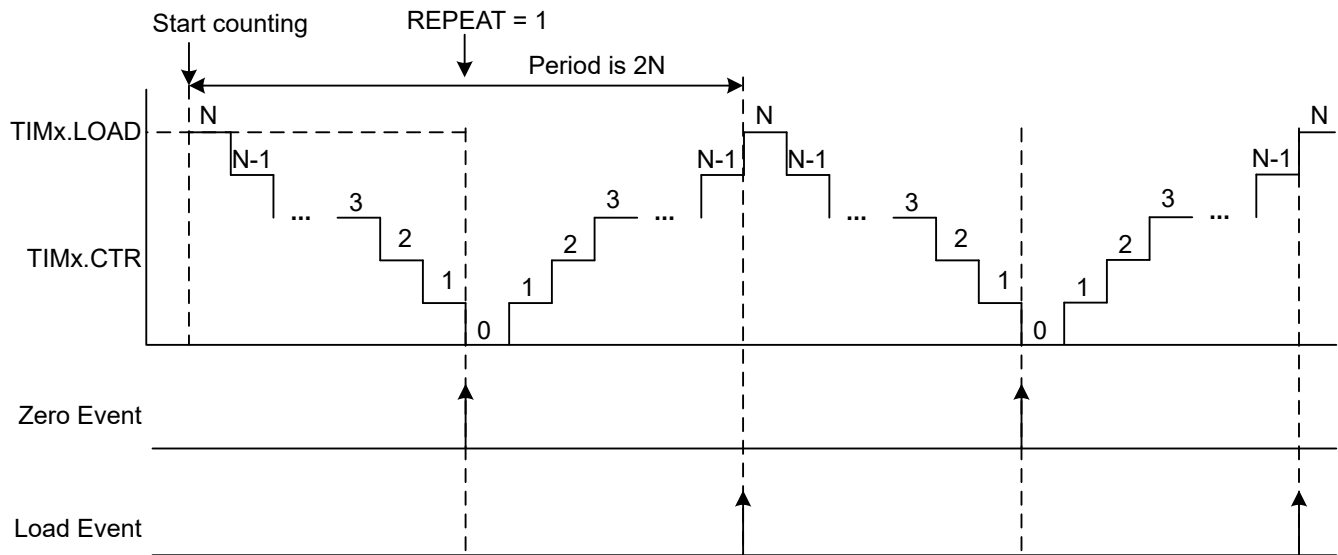 Start counting
REPEAT = 1
Period is 2N
TIMx.LOAD
N
N
N
N-1
N-1
N-1
N-1
...
3
3
...
...
3
3
...
TIMx.CTR
2
2
2
2
1
1
1
1
0
0
Zero Event
Load Event